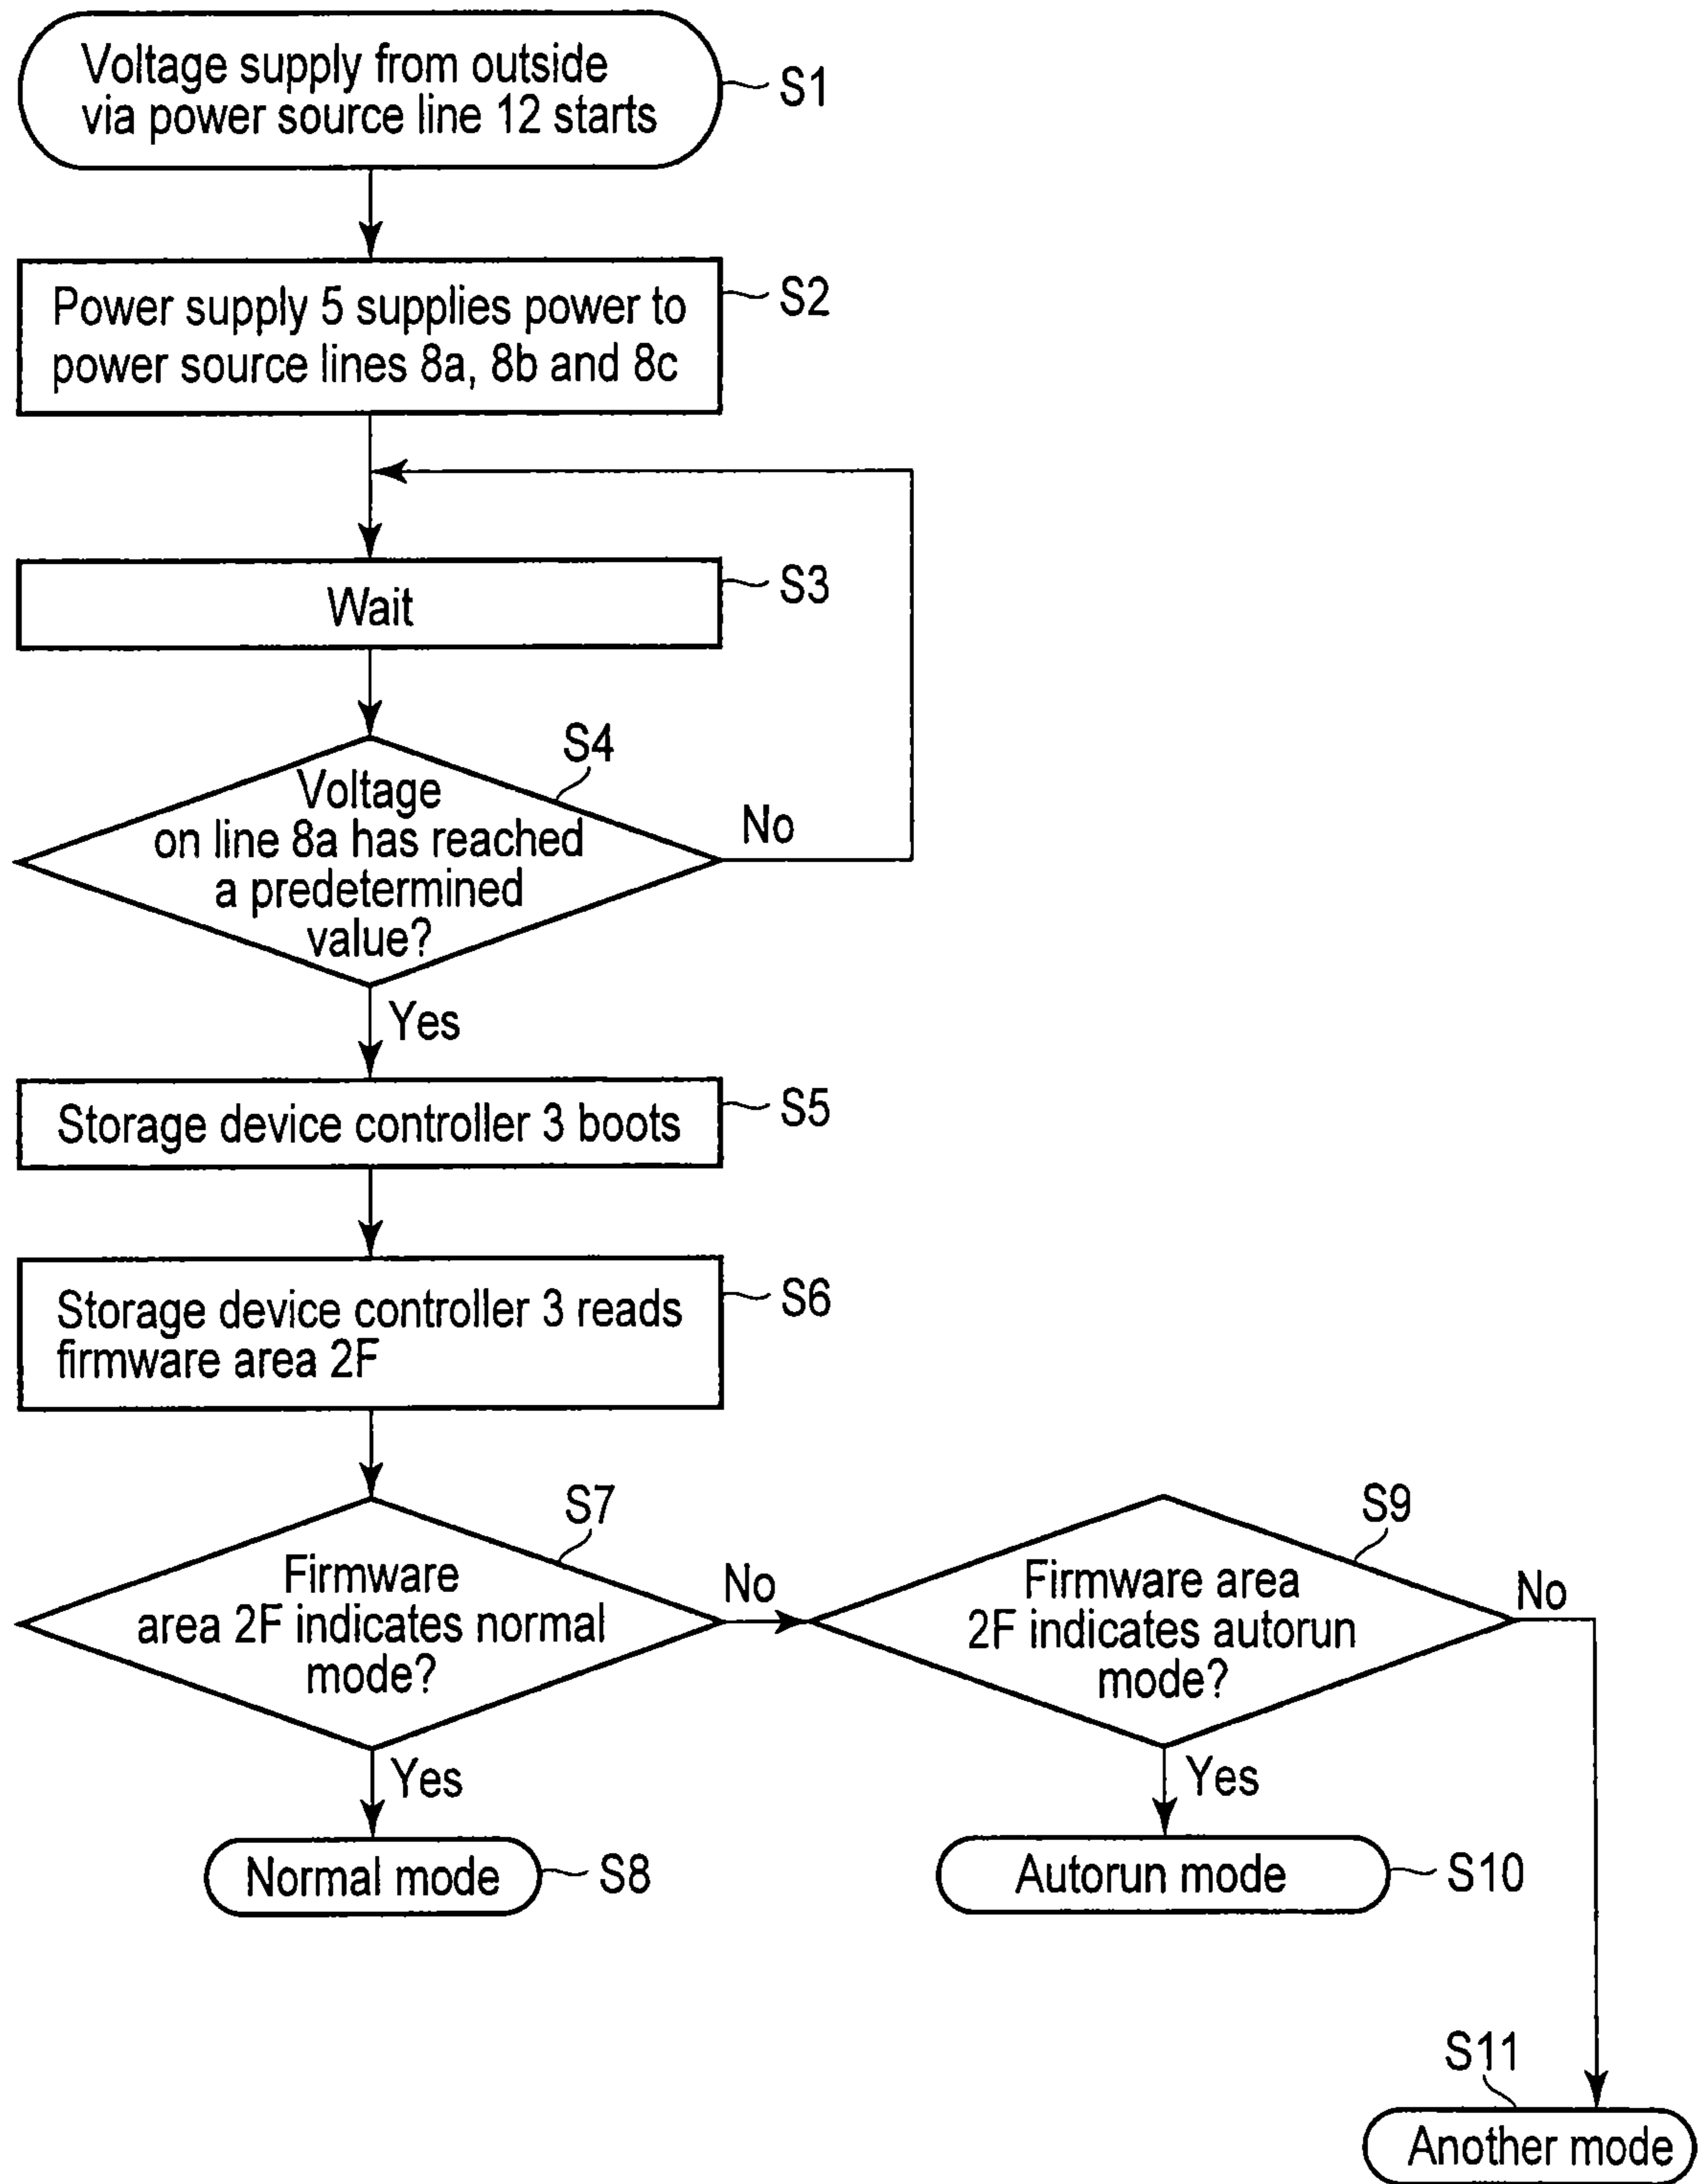 Voltage supply from outside
via power source line 12 starts
S1
Power supply 5 supplies power to
power source lines 8a, 8b and 8c
S2
Wait
S3
S4
Voltage
on line 8a has reached
a predetermined
value?
No
Yes
Storage device controller 3 boots
S5
Storage device controller 3 reads
firmware area 2F
S6
S7
Firmware
area 2F indicates normal
mode?
No
Yes
Normal mode
S8
S9
Firmware area
2F indicates autorun
mode?
No
Yes
Autorun mode
S10
S11
Another mode